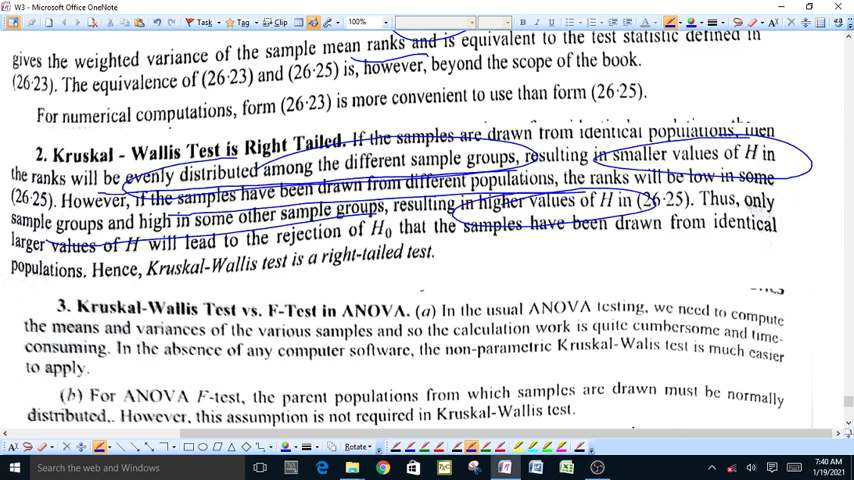 W3 - Microsoft OneNote
Task
Tag
Clip
100%
B I U
gives the weighted variance of the sample mean ranks and is equivalent to the test statistic defined in
(26·23). The equivalence of (26·23) and (26·25) is, however, beyond the scope of the book.
For numerical computations, form (26·23) is more convenient to use than form (26·25).
2. Kruskal - Wallis Test is Right Tailed. If the samples are drawn from identical populations, then
the ranks will be evenly distributed among the different sample groups, resulting in smaller values of H in
(26·25). However, if the samples have been drawn from different populations, the ranks will be low in some
sample groups and high in some other sample groups, resulting in higher values of H in (26·25). Thus, only
larger values of H will lead to the rejection of H₀ that the samples have been drawn from identical
populations. Hence, Kruskal-Wallis test is a right-tailed test.
3. Kruskal-Wallis Test vs. F-Test in ANOVA. (a) In the usual ANOVA testing, we need to compute
the means and variances of the various samples and so the calculation work is quite cumbersome and time-
consuming. In the absence of any computer software, the non-parametric Kruskal-Walis test is much easier
to apply.
(b) For ANOVA F-test, the parent populations from which samples are drawn must be normally
distributed,. However, this assumption is not required in Kruskal-Wallis test.
Rotate
Search the web and Windows
7:40 AM
1/19/2021